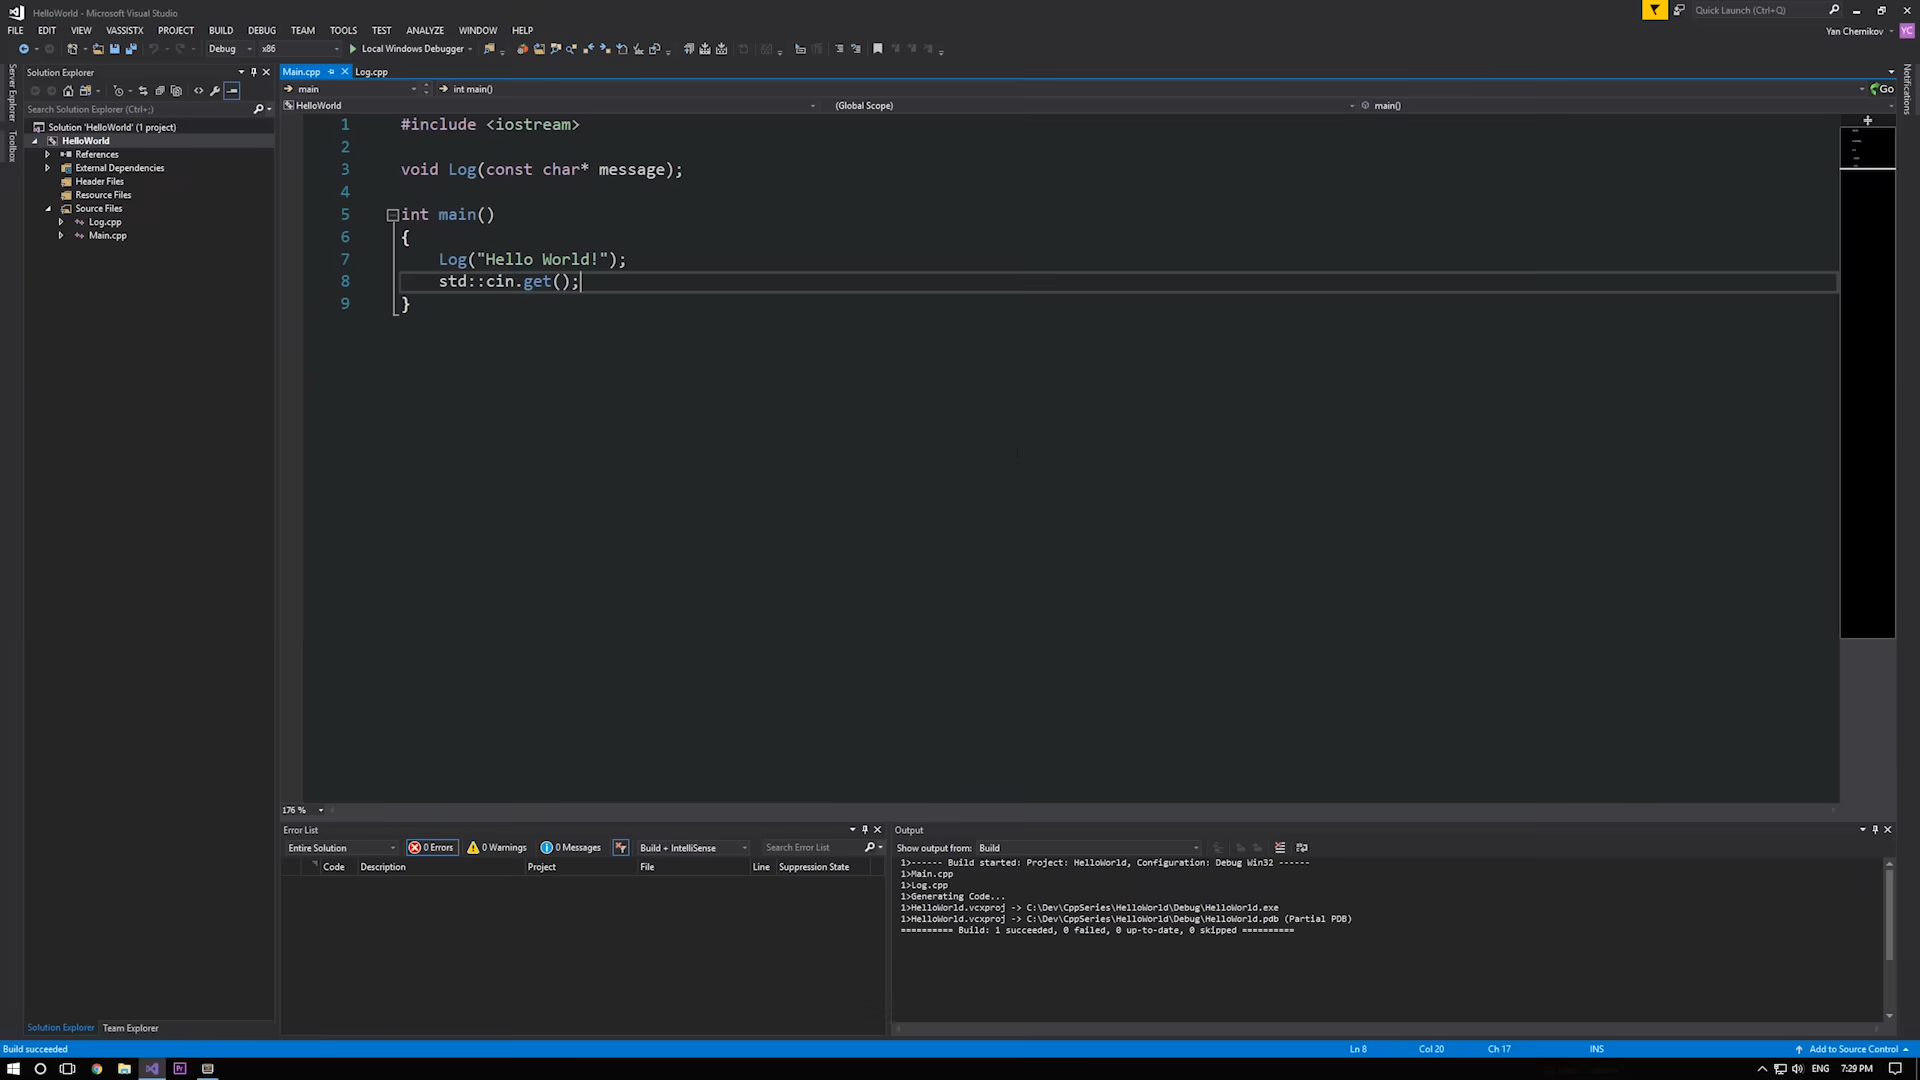 HelloWorld - Microsoft Visual Studio
Quick Launch (Ctrl+Q)
FILE EDIT VIEW VASSISTX PROJECT BUILD DEBUG TEAM TOOLS TEST ANALYZE WINDOW HELP
Yan Chernikov YC
Debug x86 Local Windows Debugger
Server Explorer
Toolbox
Notifications
Solution Explorer
Search Solution Explorer (Ctrl+;)
Solution 'HelloWorld' (1 project)
HelloWorld
References
External Dependencies
Header Files
Resource Files
Source Files
Log.cpp
Main.cpp
Solution Explorer Team Explorer
Main.cpp Log.cpp
main int main() Go
HelloWorld (Global Scope) main()
1 #include <iostream>
2
3 void Log(const char* message);
4
5 int main()
6 {
7 Log("Hello World!");
8 std::cin.get();
9 }
176 %
Error List
Entire Solution 0 Errors 0 Warnings 0 Messages Build + IntelliSense Search Error List
Code Description Project File Line Suppression State
Output
Show output from: Build
1>------ Build started: Project: HelloWorld, Configuration: Debug Win32 ------
1>Main.cpp
1>Log.cpp
1>Generating Code...
1>HelloWorld.vcxproj -> C:\Dev\CppSeries\HelloWorld\Debug\HelloWorld.exe
1>HelloWorld.vcxproj -> C:\Dev\CppSeries\HelloWorld\Debug\HelloWorld.pdb (Partial PDB)
========== Build: 1 succeeded, 0 failed, 0 up-to-date, 0 skipped ==========
Build succeeded Ln 8 Col 20 Ch 17 INS Add to Source Control
Pr ENG 7:29 PM